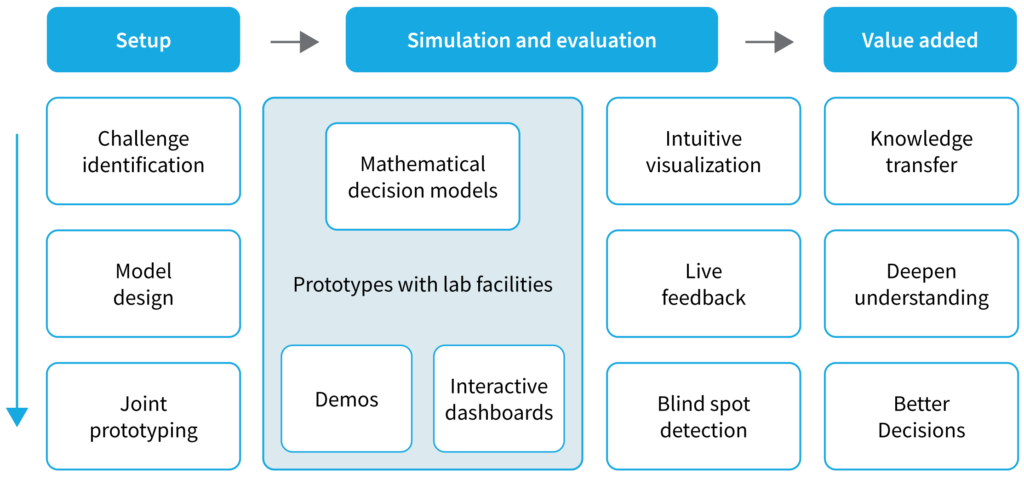 Setup
Simulation and evaluation
Value added
Challenge
identification
Model
design
Joint
prototyping
Mathematical
decision models
Prototypes with lab facilities
Demos
Interactive
dashboards
Intuitive
visualization
Live
feedback
Blind spot
detection
Knowledge
transfer
Deepen
understanding
Better
Decisions